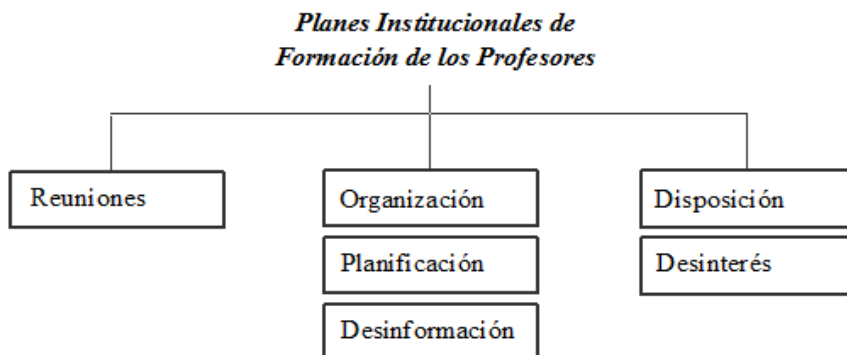 Planes Institucionales de
Formación de los Profesores
Reuniones
Organización
Disposición
Planificación
Desinterés
Desinformación